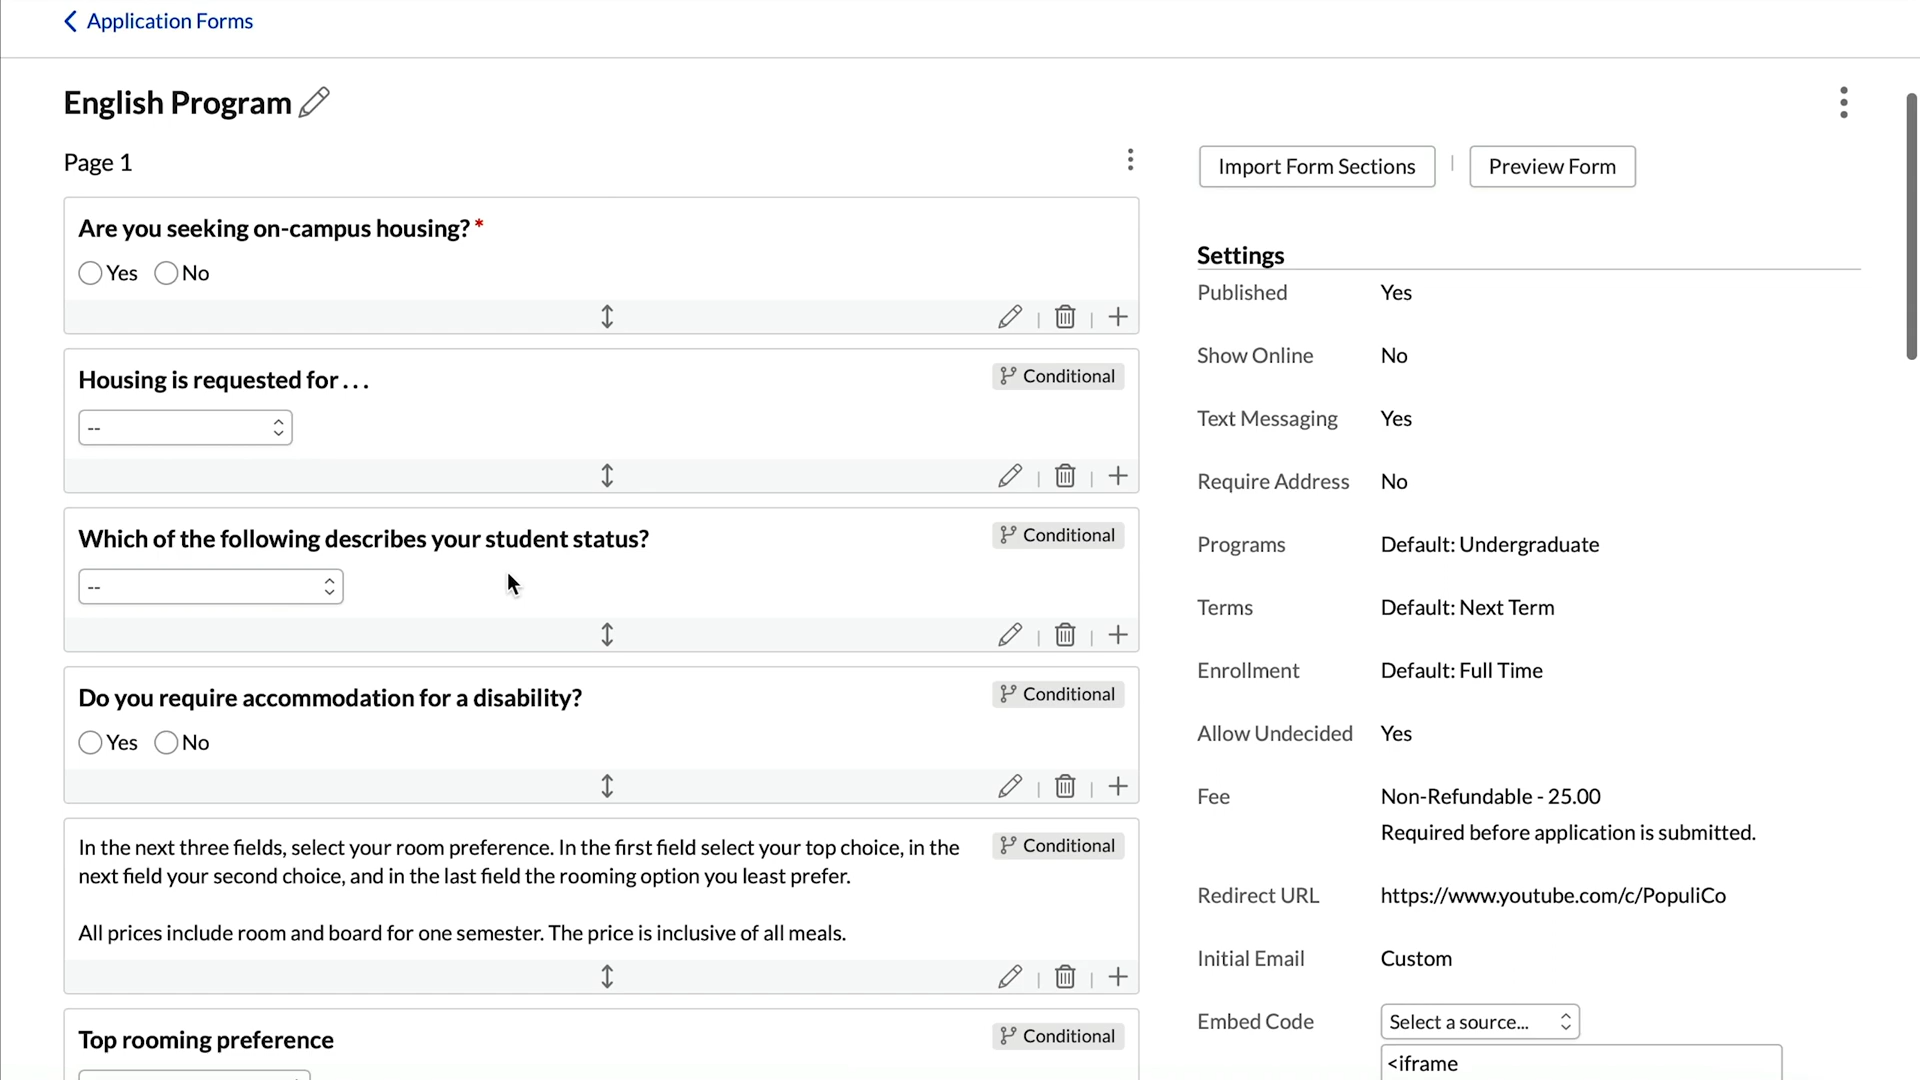 Application Forms
English Program
Page 1
Import Form Sections
Preview Form
Are you seeking on-campus housing? *
Yes No
Housing is requested for . . .
Conditional
--
Which of the following describes your student status?
Conditional
--
Do you require accommodation for a disability?
Conditional
Yes No
In the next three fields, select your room preference. In the first field select your top choice, in the
next field your second choice, and in the last field the rooming option you least prefer.
Conditional
All prices include room and board for one semester. The price is inclusive of all meals.
Top rooming preference
Conditional
Settings
Published Yes
Show Online No
Text Messaging Yes
Require Address No
Programs Default: Undergraduate
Terms Default: Next Term
Enrollment Default: Full Time
Allow Undecided Yes
Fee Non-Refundable - 25.00
Required before application is submitted.
Redirect URL https://www.youtube.com/c/PopuliCo
Initial Email Custom
Embed Code Select a source...
<iframe